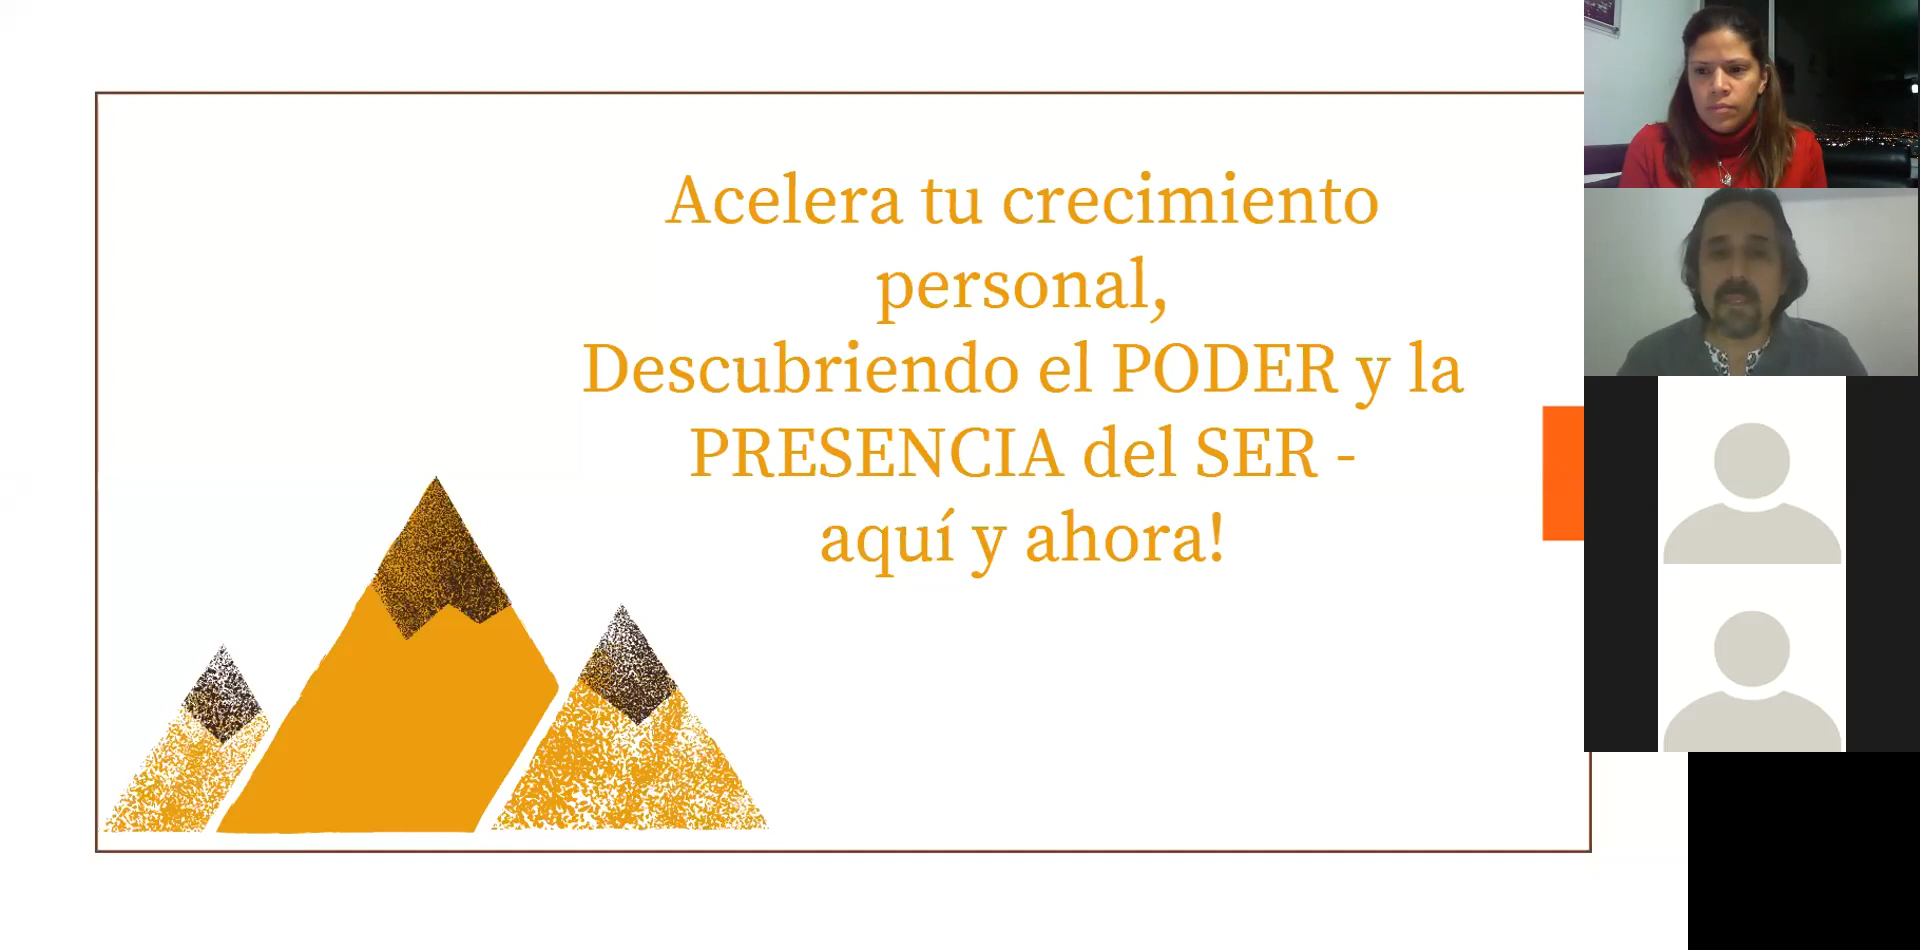 Acelera tu crecimiento
personal,
Descubriendo el PODER y la
PRESENCIA del SER -
aquí y ahora!